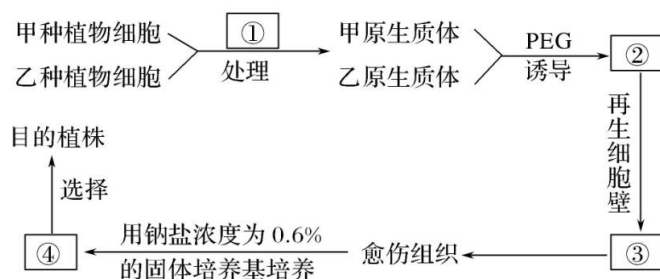 甲种植物细胞
乙种植物细胞
①
处理
甲原生质体
乙原生质体
PEG
诱导
②
再生细胞壁
③
愈伤组织
用钠盐浓度为 0.6%
的固体培养基培养
④
选择
目的植株